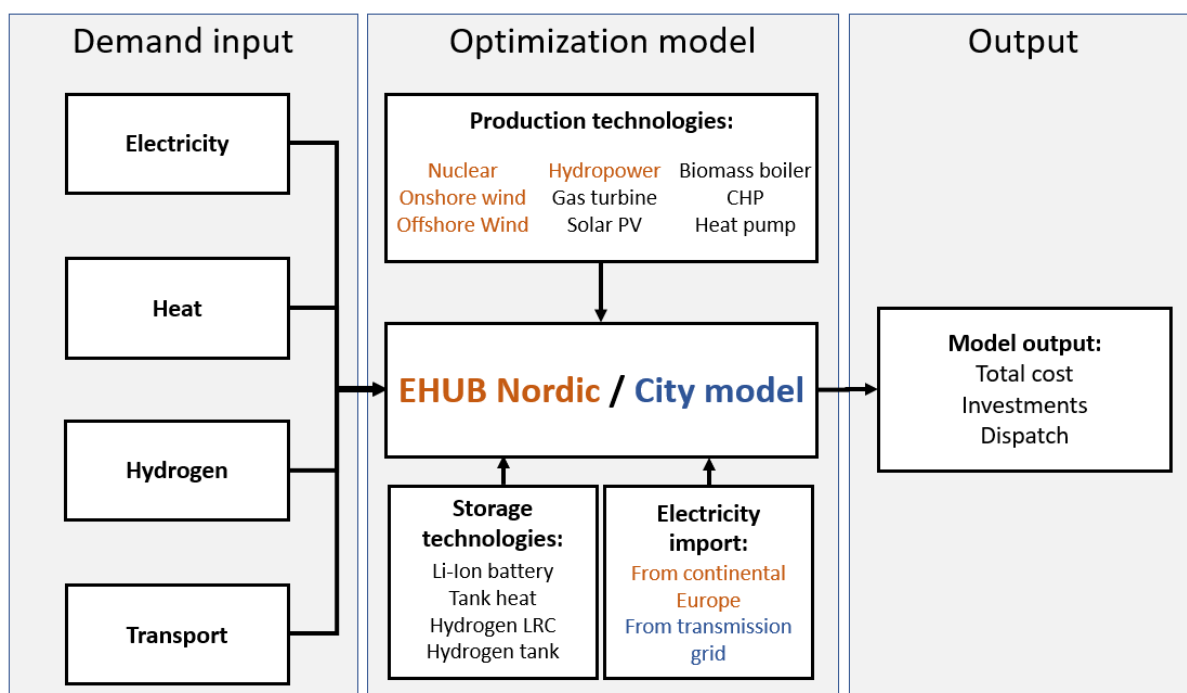 Demand input
Electricity
Heat
Hydrogen
Transport
Optimization model
Production technologies:
Nuclear Hydropower Biomass boiler
Onshore wind Gas turbine CHP
Offshore Wind Solar PV Heat pump
EHUB Nordic / City model
Storage
technologies:
Li-Ion battery
Tank heat
Hydrogen LRC
Hydrogen tank
Electricity
import:
From continental
Europe
From transmission
grid
Output
Model output:
Total cost
Investments
Dispatch